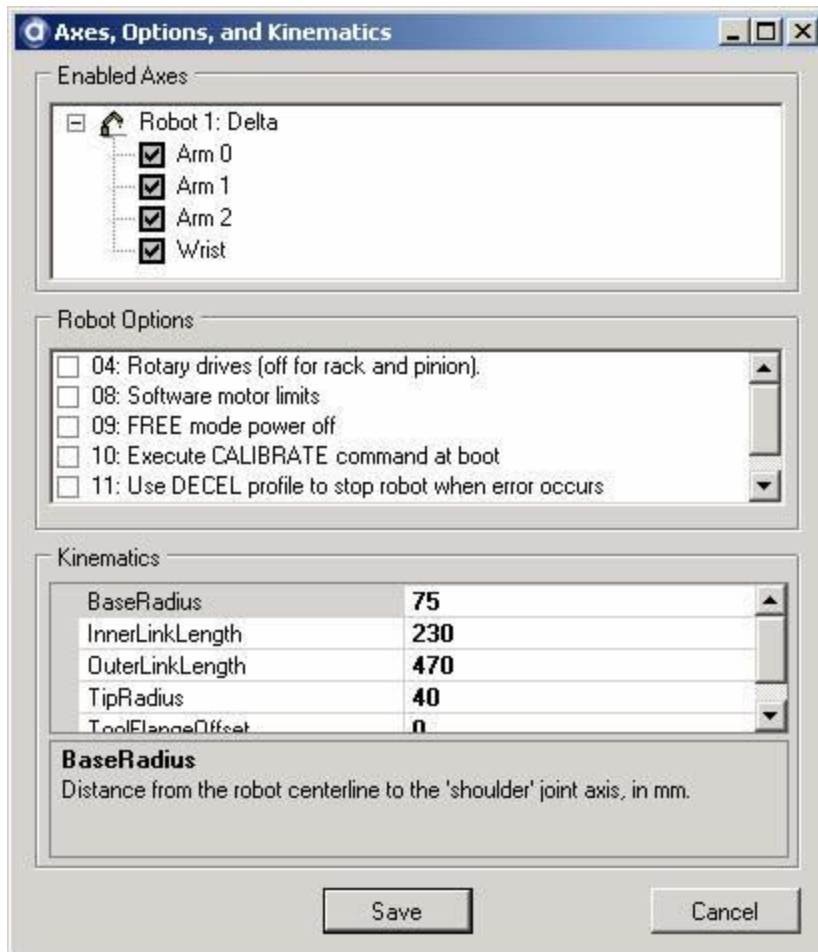 Axes, Options, and Kinematics
Enabled Axes
Robot 1: Delta
Arm 0
Arm 1
Arm 2
Wrist
Robot Options
04: Rotary drives (off for rack and pinion).
08: Software motor limits
09: FREE mode power off
10: Execute CALIBRATE command at boot
11: Use DECEL profile to stop robot when error occurs
Kinematics
BaseRadius 75
InnerLinkLength 230
OuterLinkLength 470
TipRadius 40
ToolFlangeOffset 0
BaseRadius
Distance from the robot centerline to the 'shoulder' joint axis, in mm.
Save Cancel